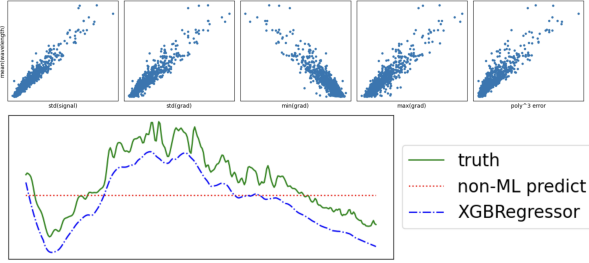 mean(wavelength)
std(signal)
std(grad)
min(grad)
max(grad)
poly^3 error
truth
non-ML predict
XGBRegressor